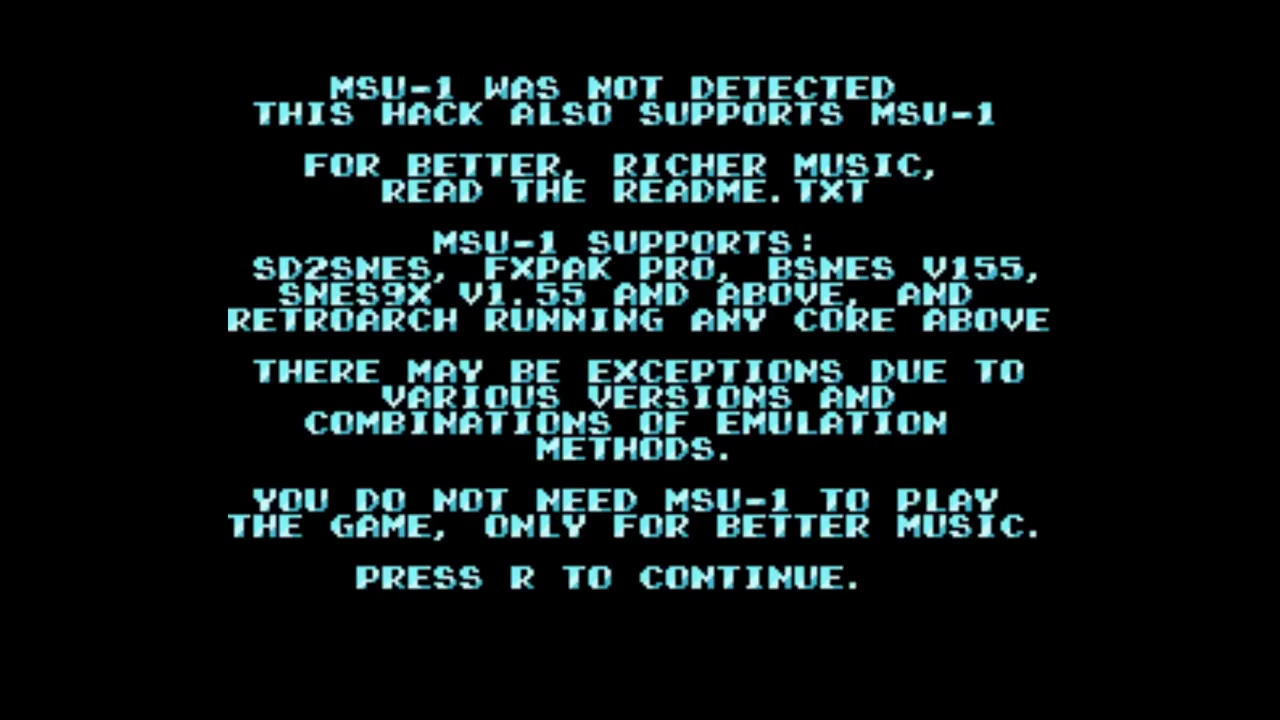 MSU-1 WAS NOT DETECTED
THIS HACK ALSO SUPPORTS MSU-1
FOR BETTER, RICHER MUSIC,
READ THE README.TXT
MSU-1 SUPPORTS:
SD2SNES, FXPAK PRO, BSNES V155,
SNES9X V1.55 AND ABOVE, AND
RETROARCH RUNNING ANY CORE ABOVE
THERE MAY BE EXCEPTIONS DUE TO
VARIOUS VERSIONS AND
COMBINATIONS OF EMULATION
METHODS.
YOU DO NOT NEED MSU-1 TO PLAY
THE GAME, ONLY FOR BETTER MUSIC.
PRESS R TO CONTINUE.